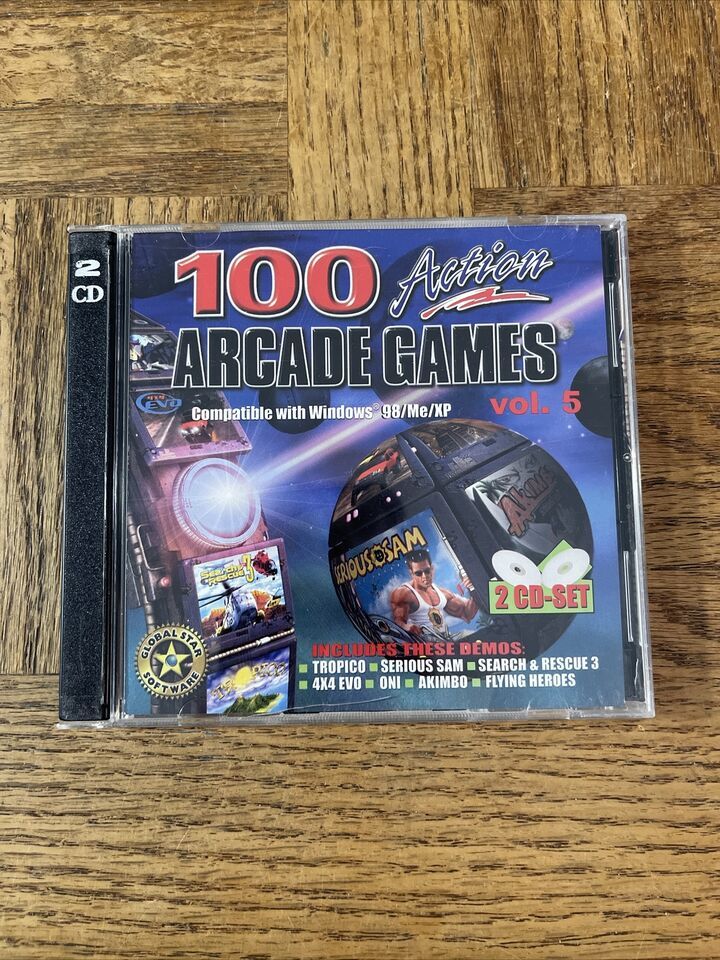 2
CD
100 Action
ARCADE GAMES
Compatible with Windows® 98/Me/XP
vol. 5
4X4
EVO
SERIOUS SAM
Akimbo
SEARCH &
RESCUE 3
2 CD-SET
GLOBAL STAR
SOFTWARE
INCLUDES THESE DEMOS:
TROPICO SERIOUS SAM SEARCH & RESCUE 3
4X4 EVO ONI AKIMBO FLYING HEROES